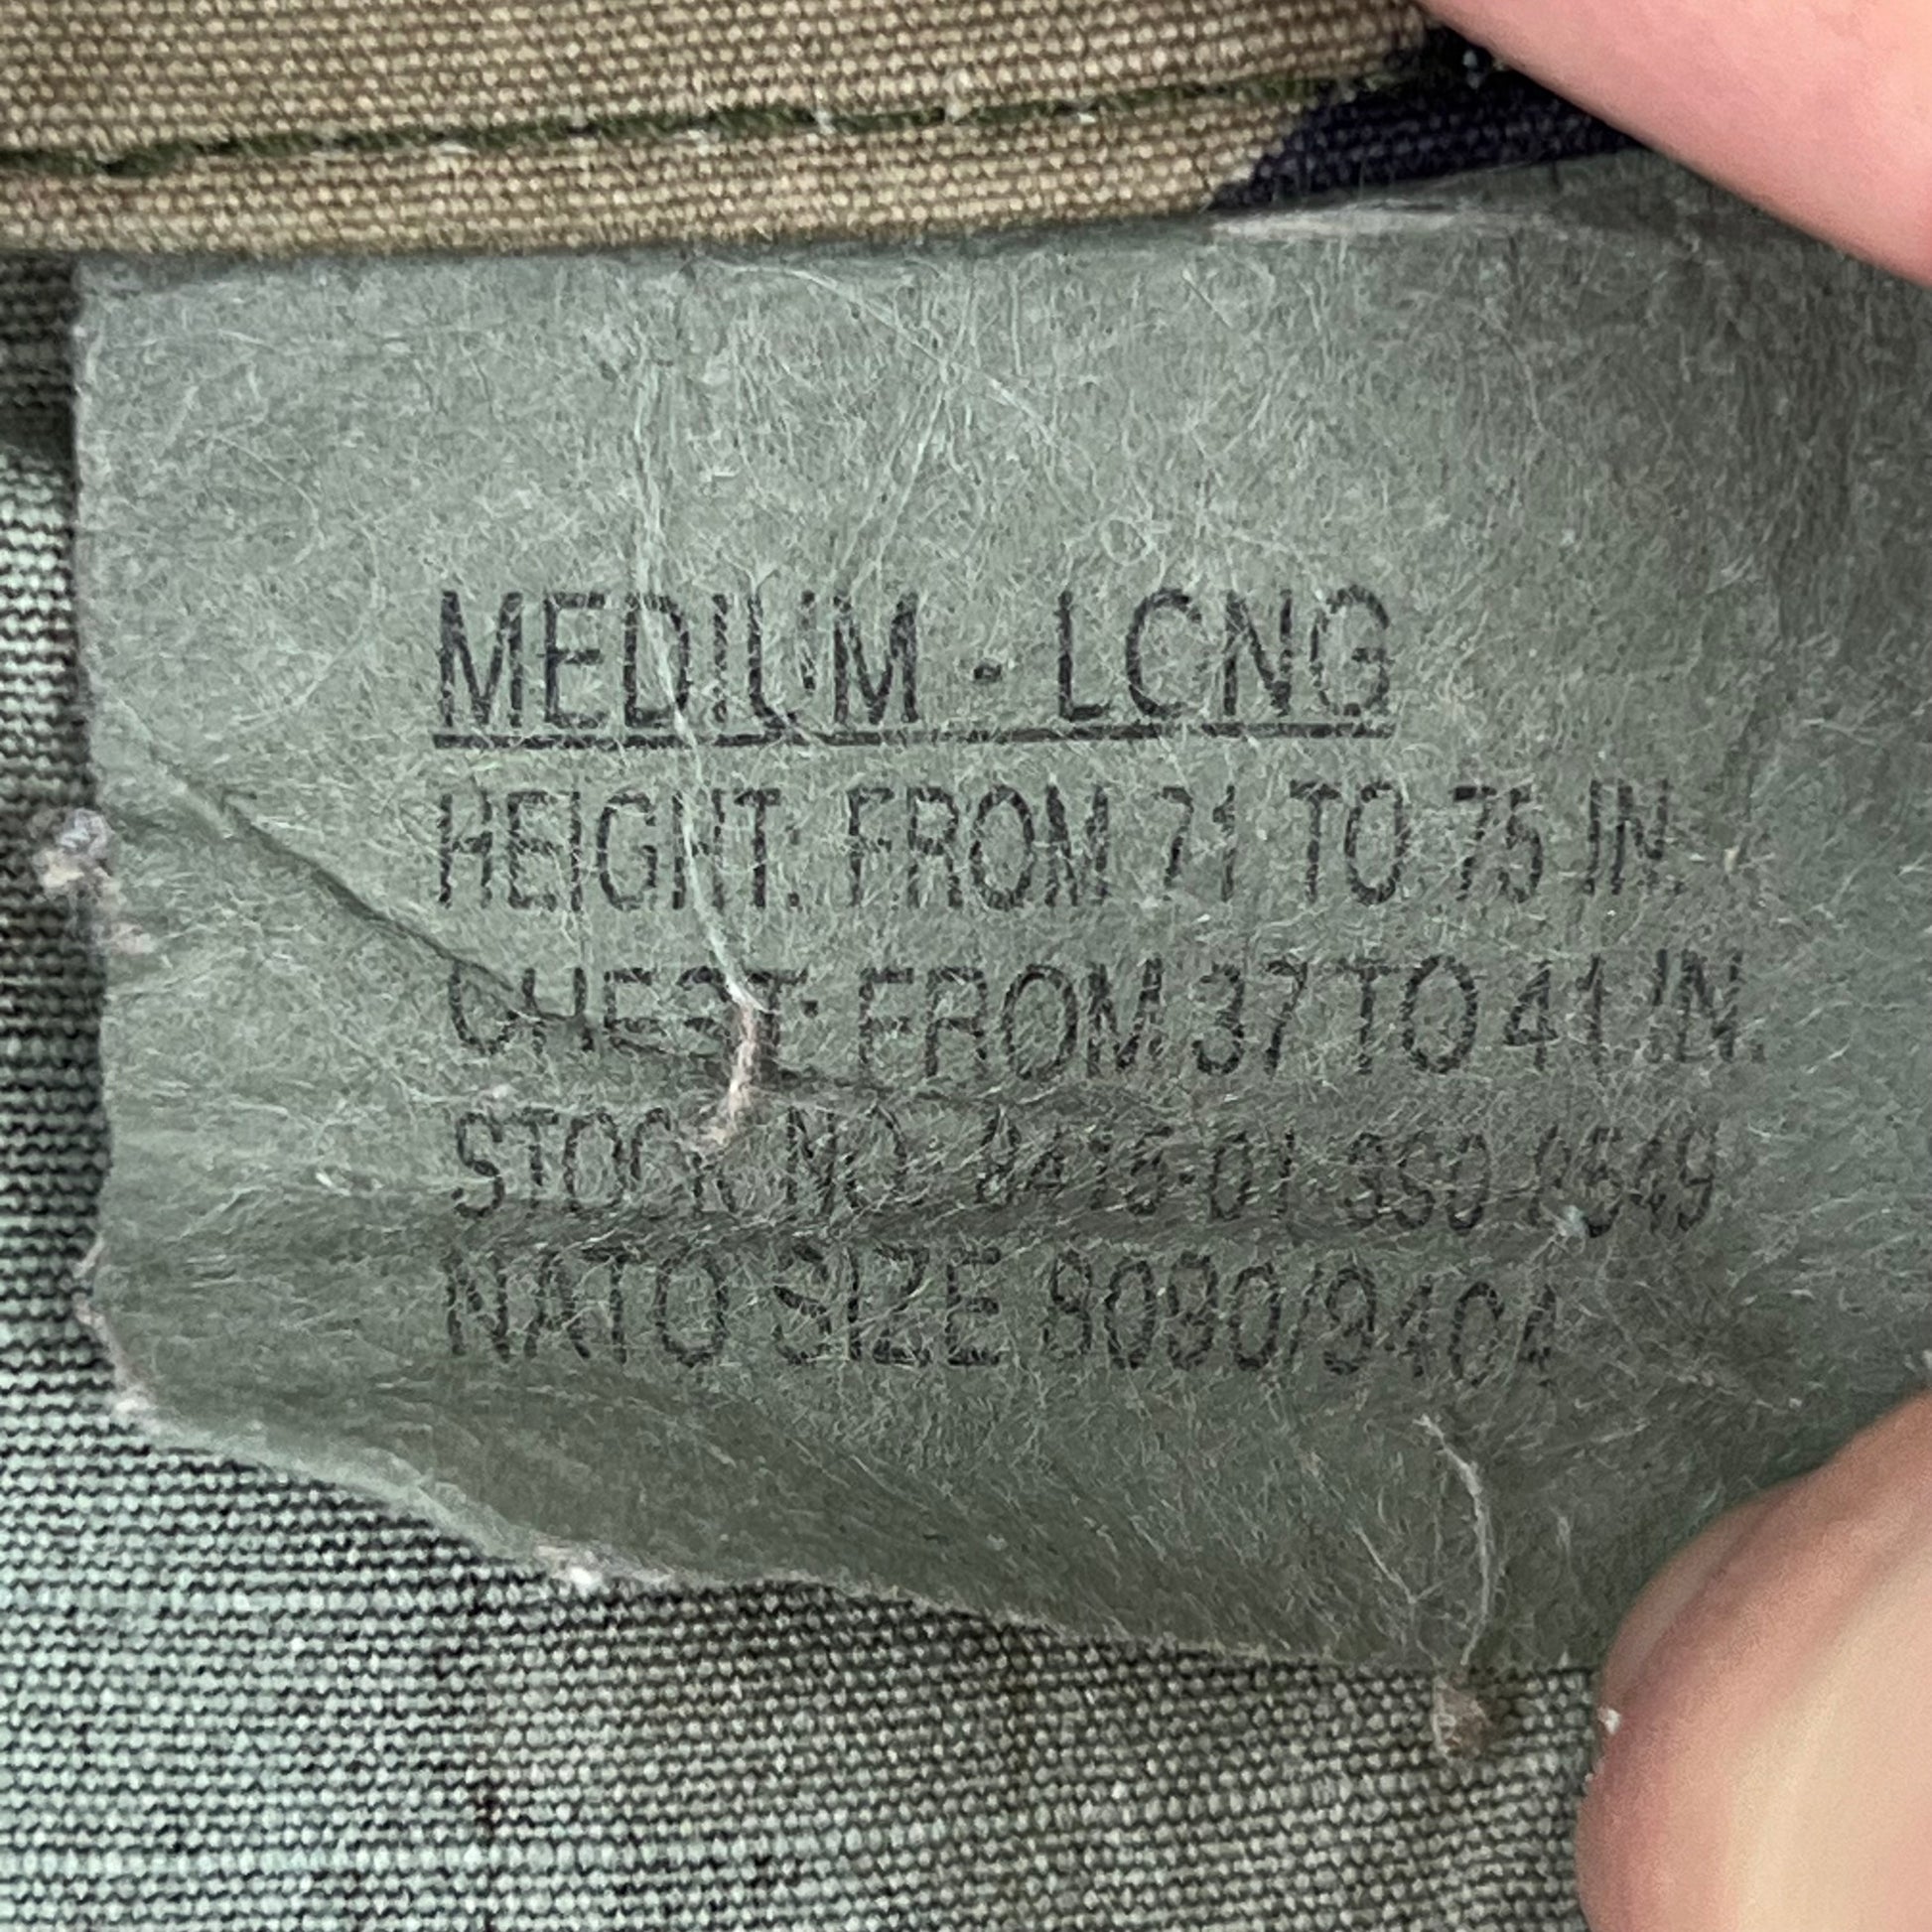 MEDIUM - LONG
HEIGHT: FROM 71 TO 75 IN.
CHEST: FROM 37 TO 41 IN.
STOCK NO. 8415-01-390-8549
NATO SIZE 8090/9404